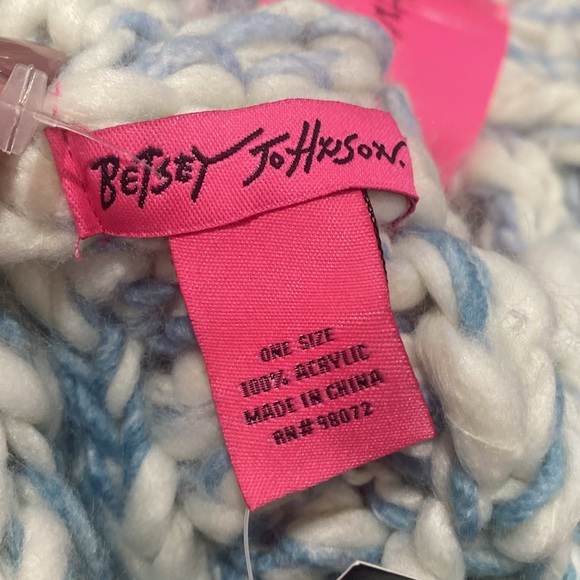 BETSEY JOHNSON.
ONE SIZE
100% ACRYLIC
MADE IN CHINA
RN# 98072